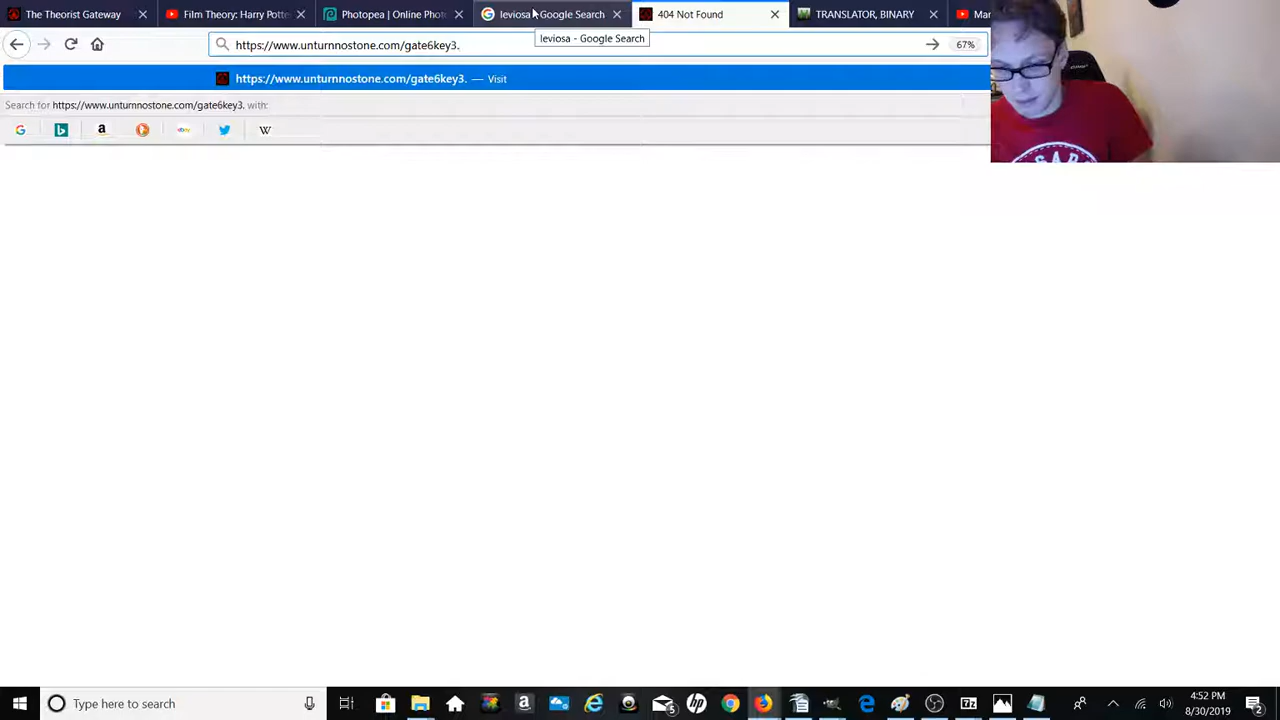 The Theorist Gateway
Film Theory: Harry Potte
Photopea | Online Phot
leviosa - Google Search
404 Not Found
TRANSLATOR, BINARY
Mar
https://www.unturnnostone.com/gate6key3.
67%
leviosa - Google Search
https://www.unturnnostone.com/gate6key3. — Visit
Search for https://www.unturnnostone.com/gate6key3. with:
Type here to search
4:52 PM
8/30/2019